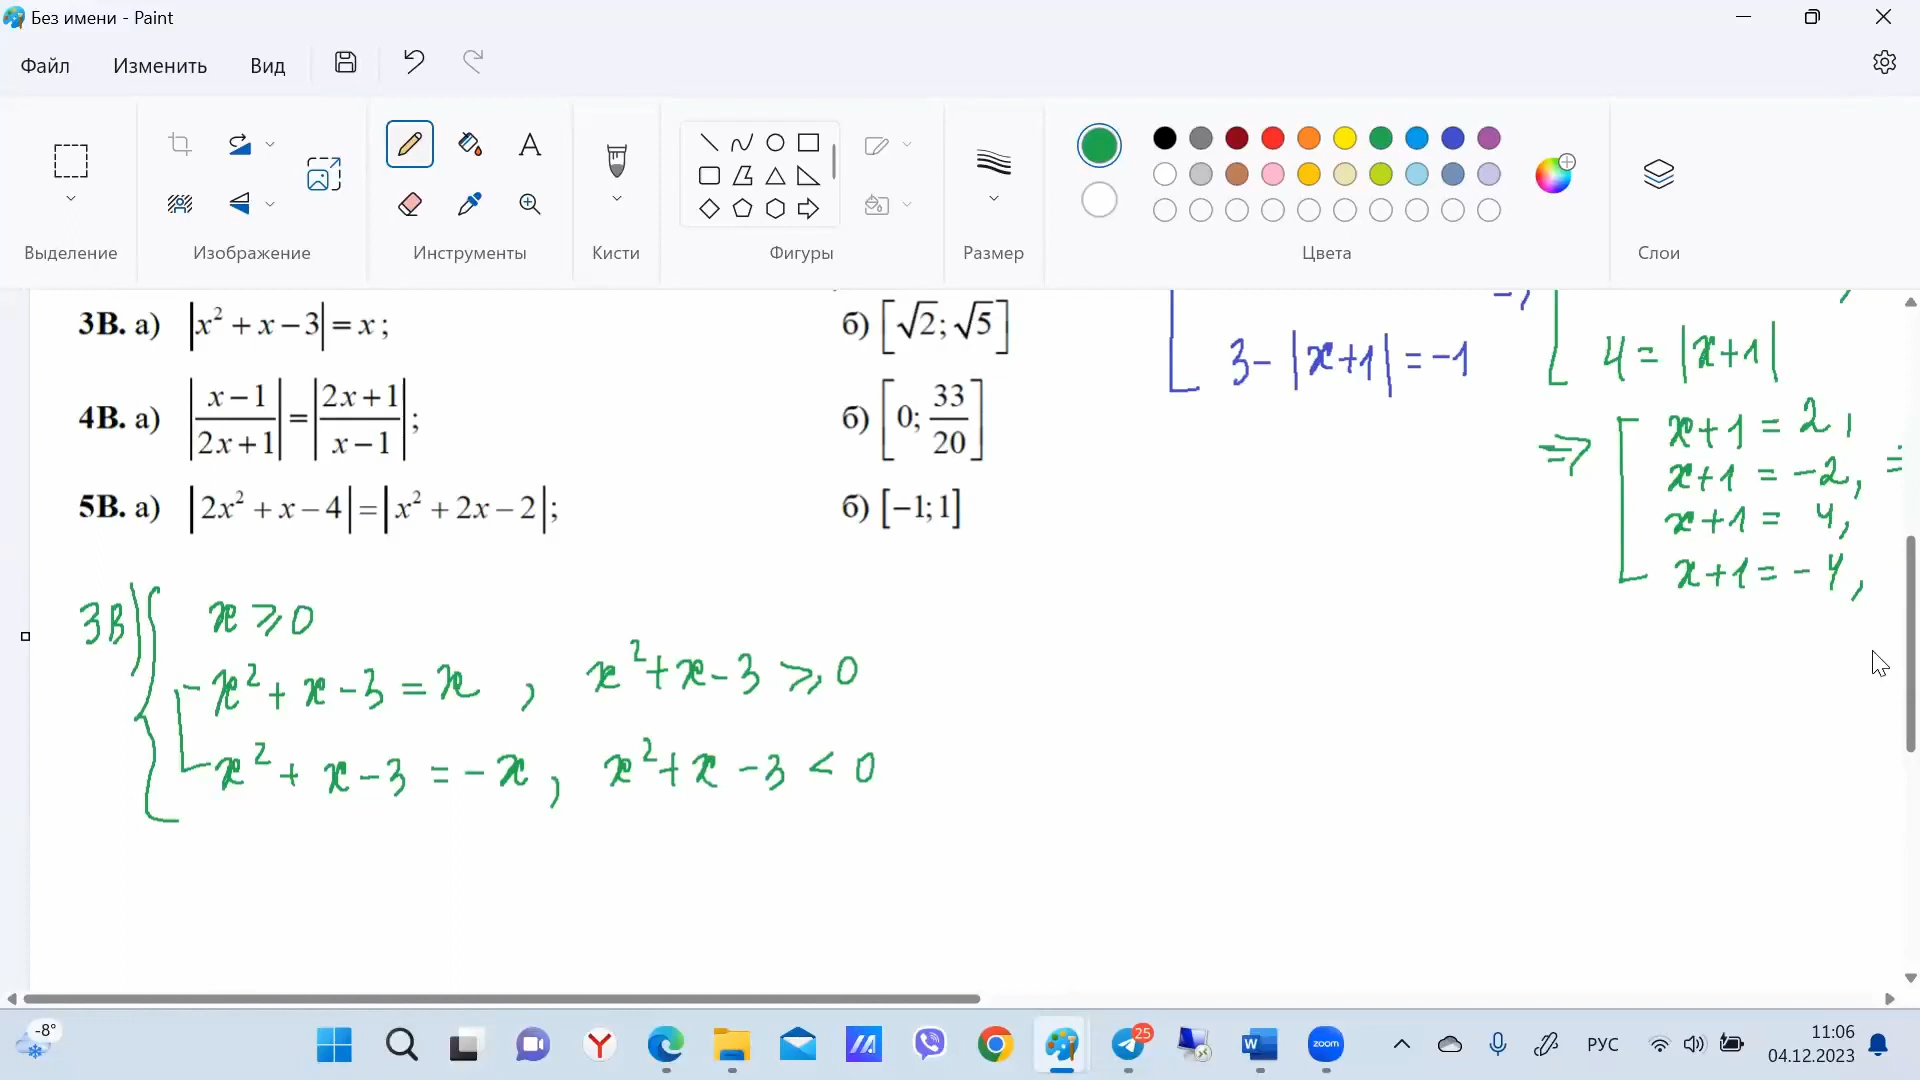 Без имени - Paint
Файл Изменить Вид
Выделение Изображение Инструменты Кисти Фигуры Размер Цвета Слои
3В. а) |x² + x − 3| = x; б) [√2; √5]
4В. а) |(x − 1)/(2x + 1)| = |(2x + 1)/(x − 1)|; б) [0; 33/20]
5В. а) |2x² + x − 4| = |x² + 2x − 2|; б) [−1; 1]
3 - |x+1| = -1
4 = |x+1|
=> x+1 = 2,
x+1 = -2, =
x+1 = 4,
x+1 = -4,
3В) x ⩾ 0
x² + x - 3 = x , x² + x - 3 ⩾ 0
x² + x - 3 = - x , x² + x - 3 < 0
-8°
25
zoom
РУС
11:06
04.12.2023